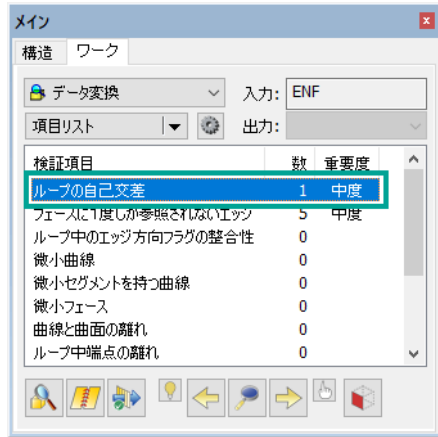 メイン
構造 ワーク
データ変換 入力: ENF
項目リスト 出力:
検証項目 数 重要度
ループの自己交差 1 中度
フェースに1度しか参照されないエッジ 5 中度
ループ中のエッジ方向フラグの整合性 0
微小曲線 0
微小セグメントを持つ曲線 0
微小フェース 0
曲線と曲面の離れ 0
ループ中端点の離れ 0